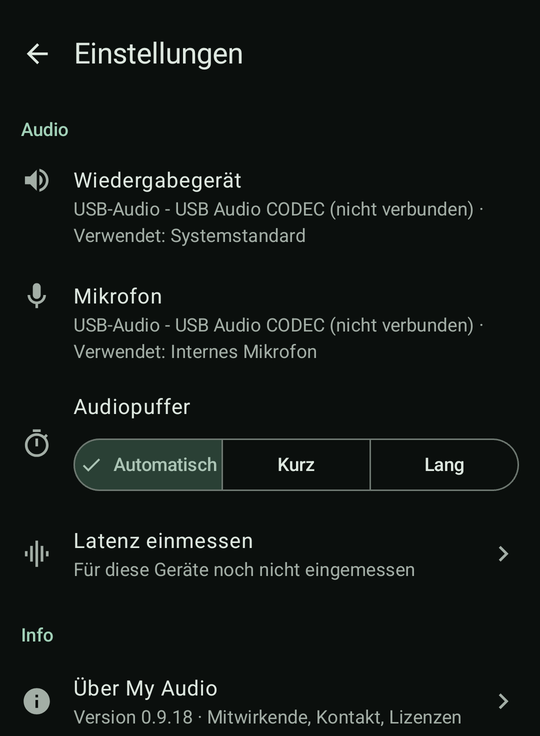 Einstellungen
Audio
Wiedergabegerät
USB-Audio - USB Audio CODEC (nicht verbunden) ·
Verwendet: Systemstandard
Mikrofon
USB-Audio - USB Audio CODEC (nicht verbunden) ·
Verwendet: Internes Mikrofon
Audiopuffer
Automatisch Kurz Lang
Latenz einmessen
Für diese Geräte noch nicht eingemessen
Info
Über My Audio
Version 0.9.18 · Mitwirkende, Kontakt, Lizenzen